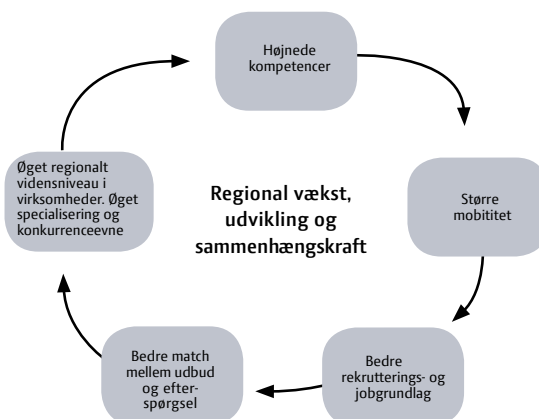 Højnede
kompetencer
Større
mobititet
Bedre
rekrutterings- og
jobgrundlag
Bedre match
mellem udbud
og efter-
spørgsel
Øget regionalt
vidensniveau i
virksomheder. Øget
specialisering og
konkurrenceevne
Regional vækst,
udvikling og
sammenhængskraft